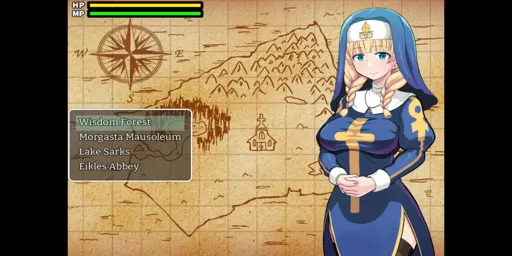 HP
MP
W E
S
Wisdom Forest
Morgasta Mausoleum
Lake Sarks
Eikles Abbey